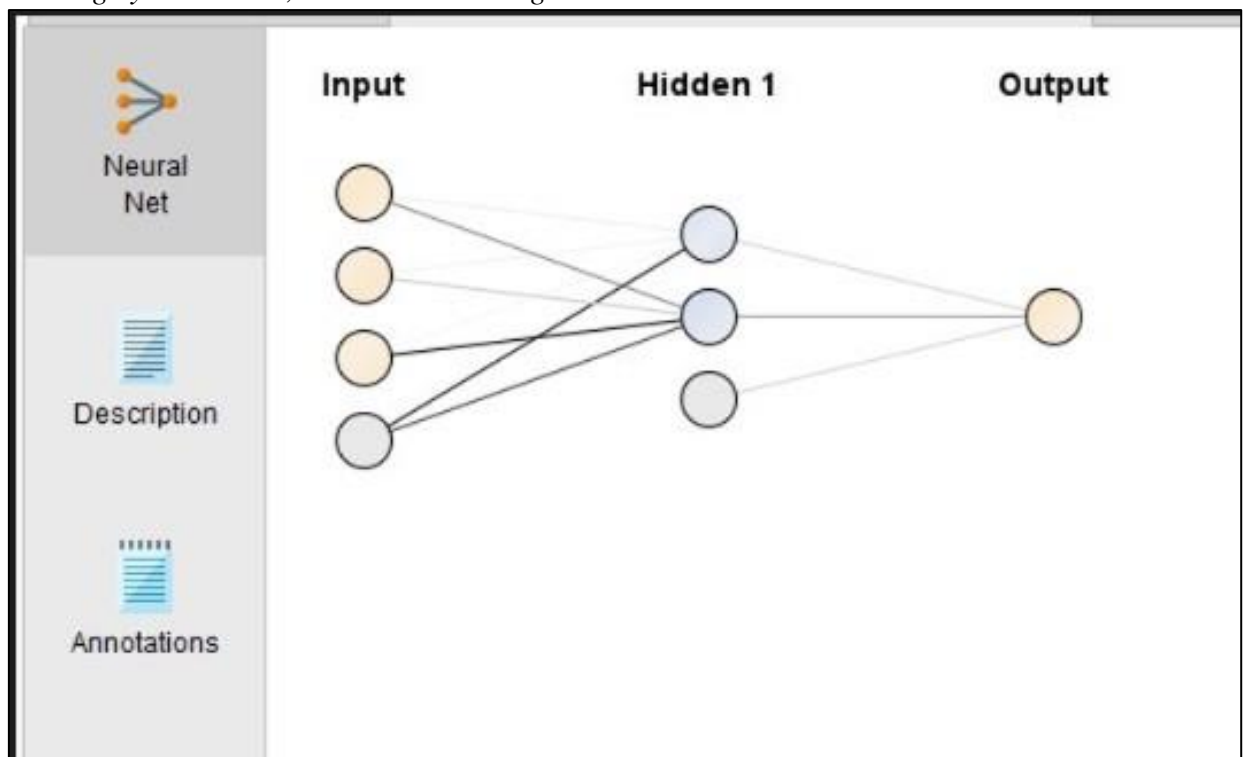 Input
Hidden 1
Output
Neural
Net
Description
Annotations